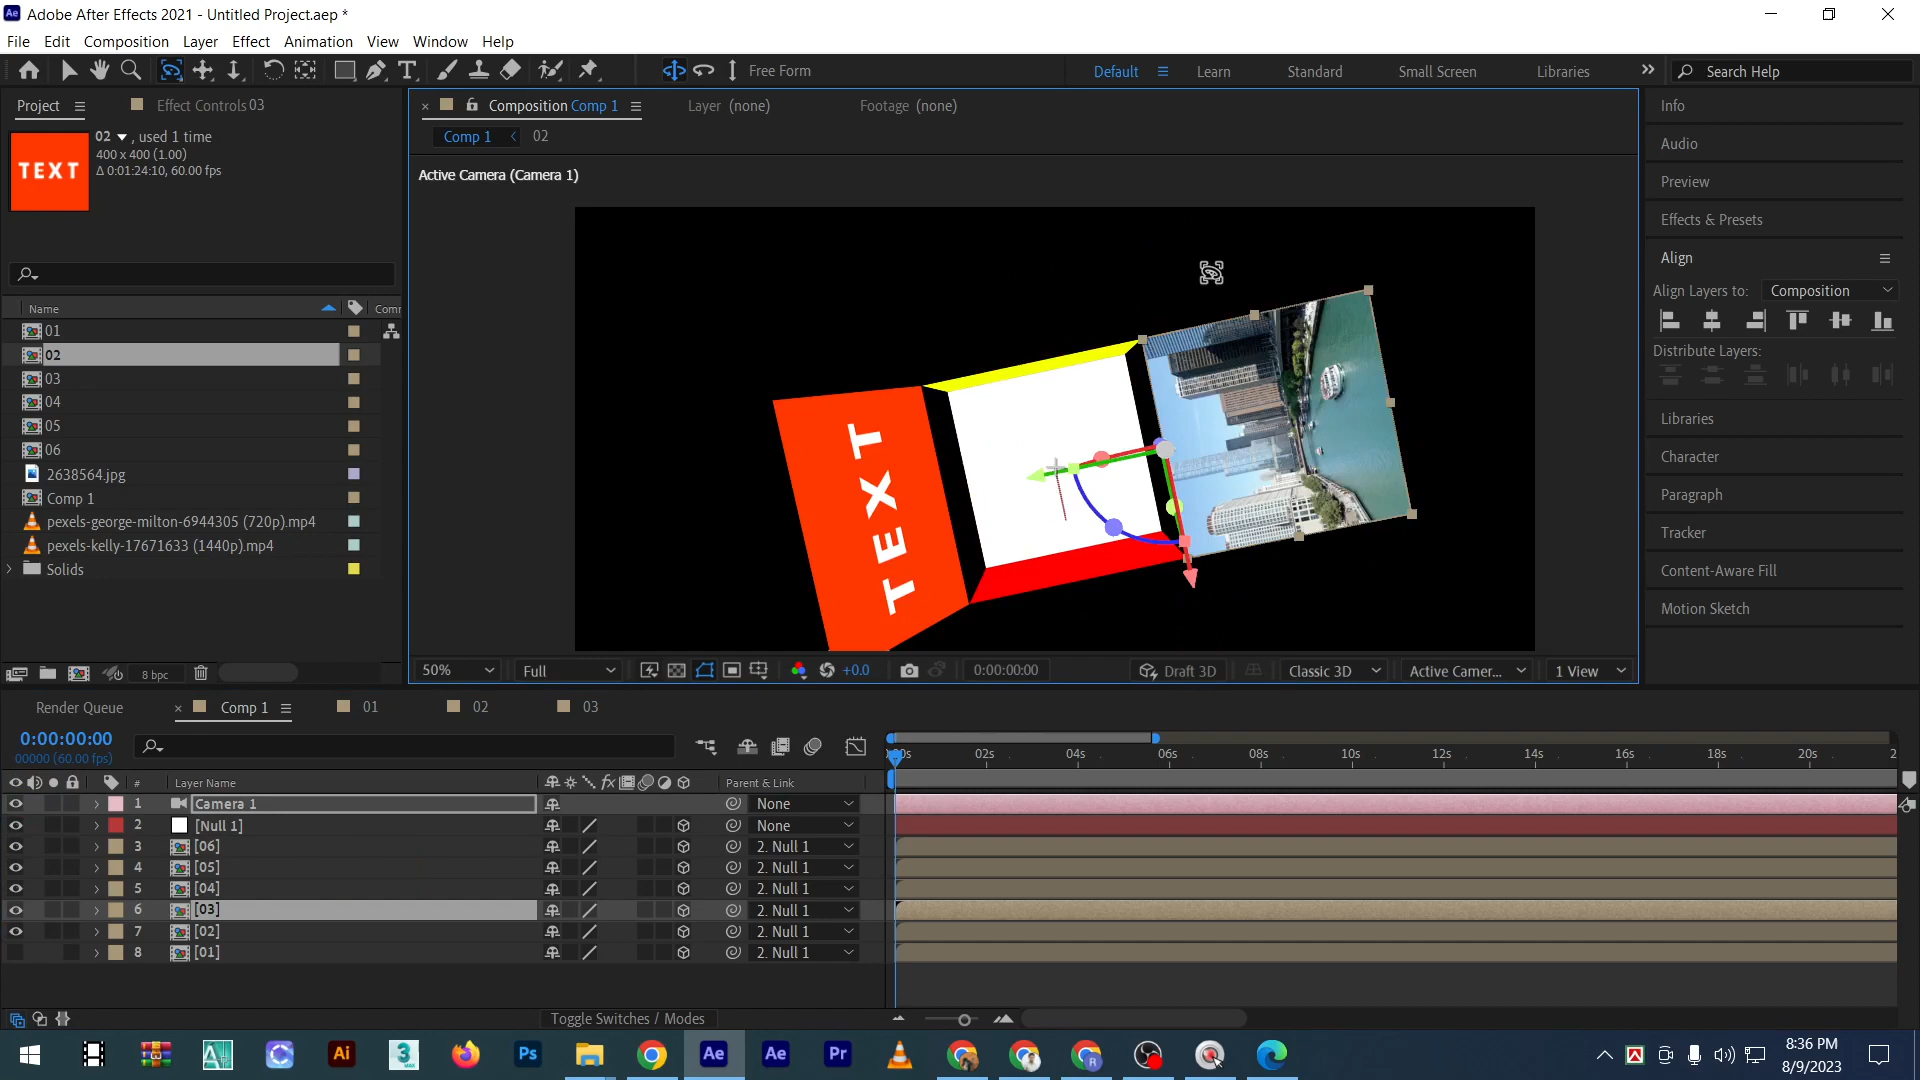 Adobe After Effects 2021 - Untitled Project.aep *
File Edit Composition Layer Effect Animation View Window Help
Free Form
Default Learn Standard Small Screen Libraries
Search Help
Project Effect Controls 03
Composition Comp 1 Layer (none) Footage (none)
Comp 1 02
Active Camera (Camera 1)
02 , used 1 time
400 x 400 (1.00)
Δ 0:01:24:10, 60.00 fps
TEXT
Name
01
02
03
04
05
06
2638564.jpg
Comp 1
pexels-george-milton-6944305 (720p).mp4
pexels-kelly-17671633 (1440p).mp4
Solids
8 bpc
TEXT
50% Full +0.0 0:00:00:00 Draft 3D Classic 3D Active Camer... 1 View
Info
Audio
Preview
Effects & Presets
Align
Align Layers to: Composition
Distribute Layers:
Libraries
Character
Paragraph
Tracker
Content-Aware Fill
Motion Sketch
Render Queue Comp 1 01 02 03
0:00:00:00
00000 (60.00 fps)
02s 04s 06s 08s 10s 12s 14s 16s 18s 20s
# Layer Name Parent & Link
1 Camera 1 None
2 [Null 1] None
3 [06] 2. Null 1
4 [05] 2. Null 1
5 [04] 2. Null 1
6 [03] 2. Null 1
7 [02] 2. Null 1
8 [01] 2. Null 1
Toggle Switches / Modes
8:36 PM
8/9/2023